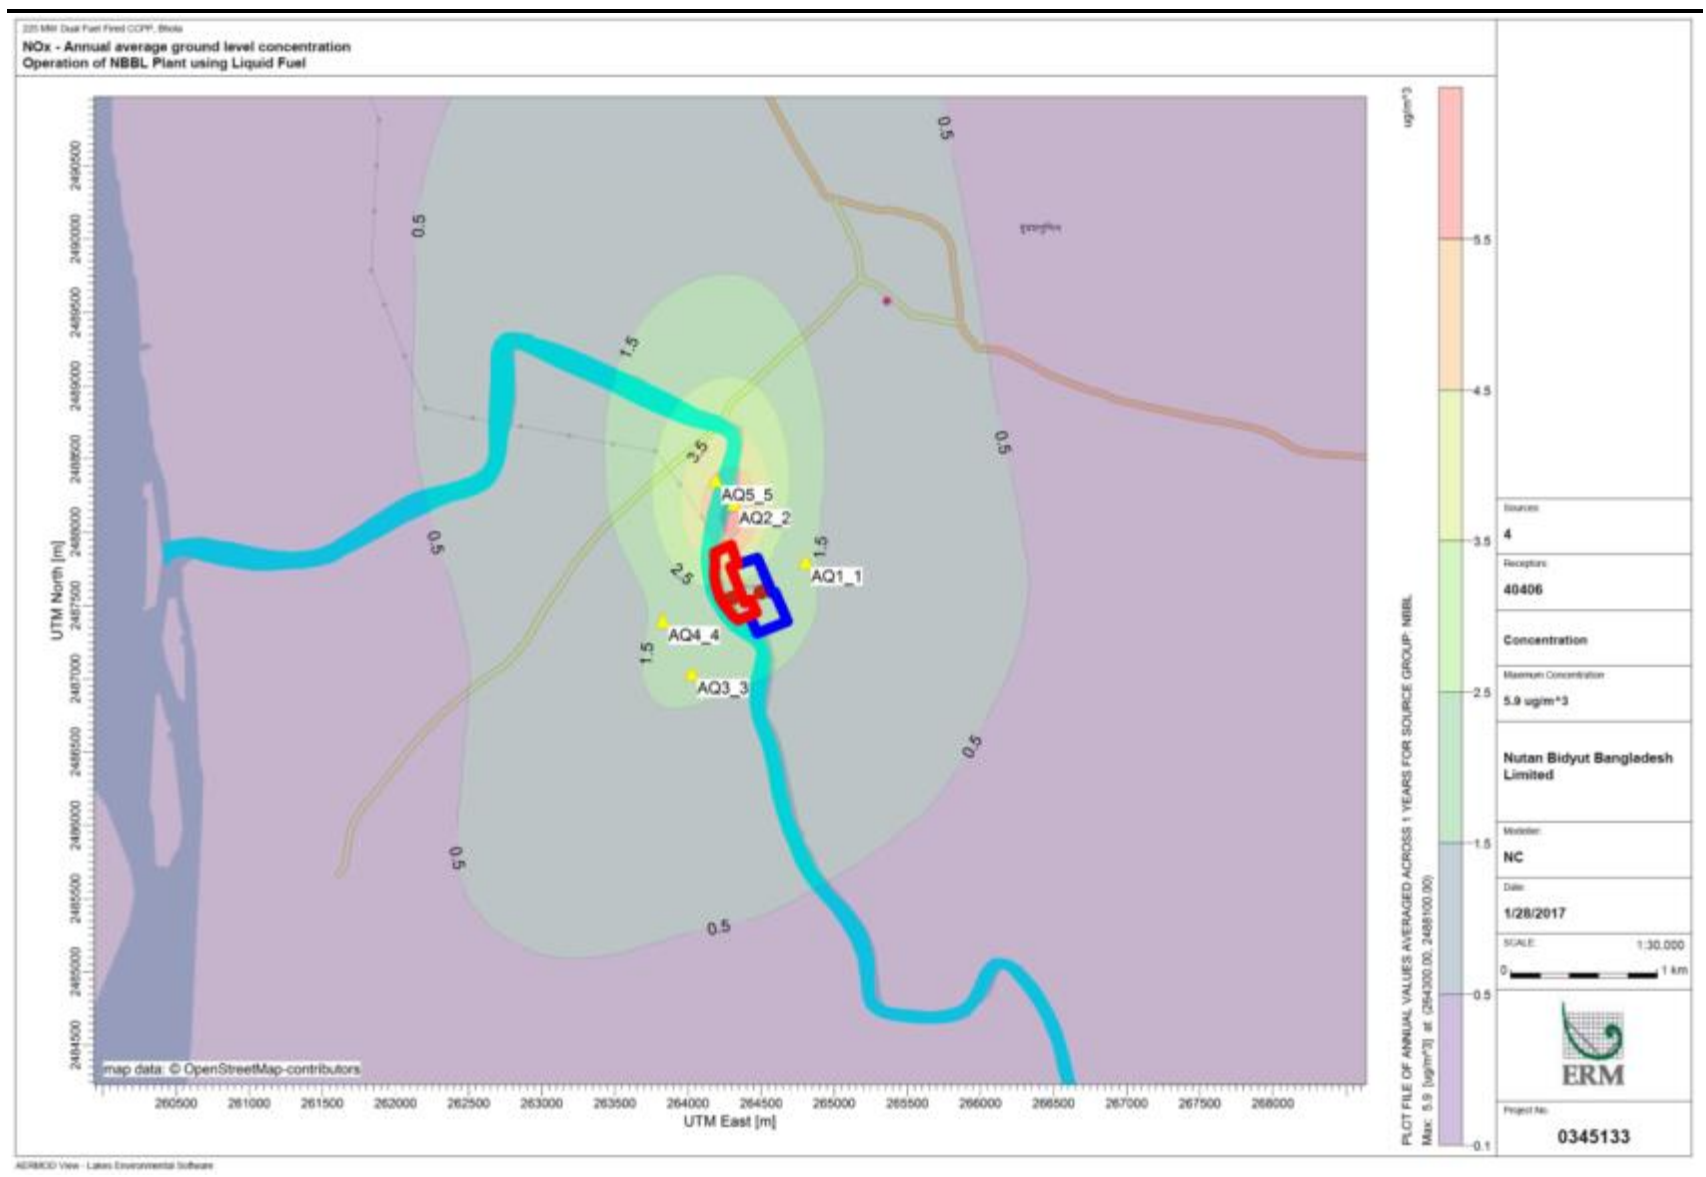 225 MW Dual Fuel Fired CCPP, Bhola
NOx - Annual average ground level concentration
Operation of NBBL Plant using Liquid Fuel
ug/m^3
5.5
4.5
3.5
2.5
1.5
0.5
0.1
PLOT FILE OF ANNUAL VALUES AVERAGED ACROSS 1 YEARS FOR SOURCE GROUP: NBBL
Max: 5.9 [ug/m^3] at (264300.00, 2488100.00)
UTM North [m]
2490500
2490000
2489500
2489000
2488500
2488000
2487500
2487000
2486500
2486000
2485500
2485000
2484500
0.5
0.5
1.5
3.5
0.5
AQ5_5
AQ2_2
0.5
1.5
2.5
AQ1_1
AQ4_4
1.5
AQ3_3
0.5
0.5
0.5
map data: © OpenStreetMap-contributors
260500 261000 261500 262000 262500 263000 263500 264000 264500 265000 265500 266000 266500 267000 267500 268000
UTM East [m]
Sources:
4
Receptors:
40406
Concentration
Maximum Concentration
5.9 ug/m^3
Nutan Bidyut Bangladesh
Limited
Modeler:
NC
Date:
1/28/2017
SCALE: 1:30,000
0 1 km
ERM
Project No.
0345133
AERMOD View - Lakes Environmental Software